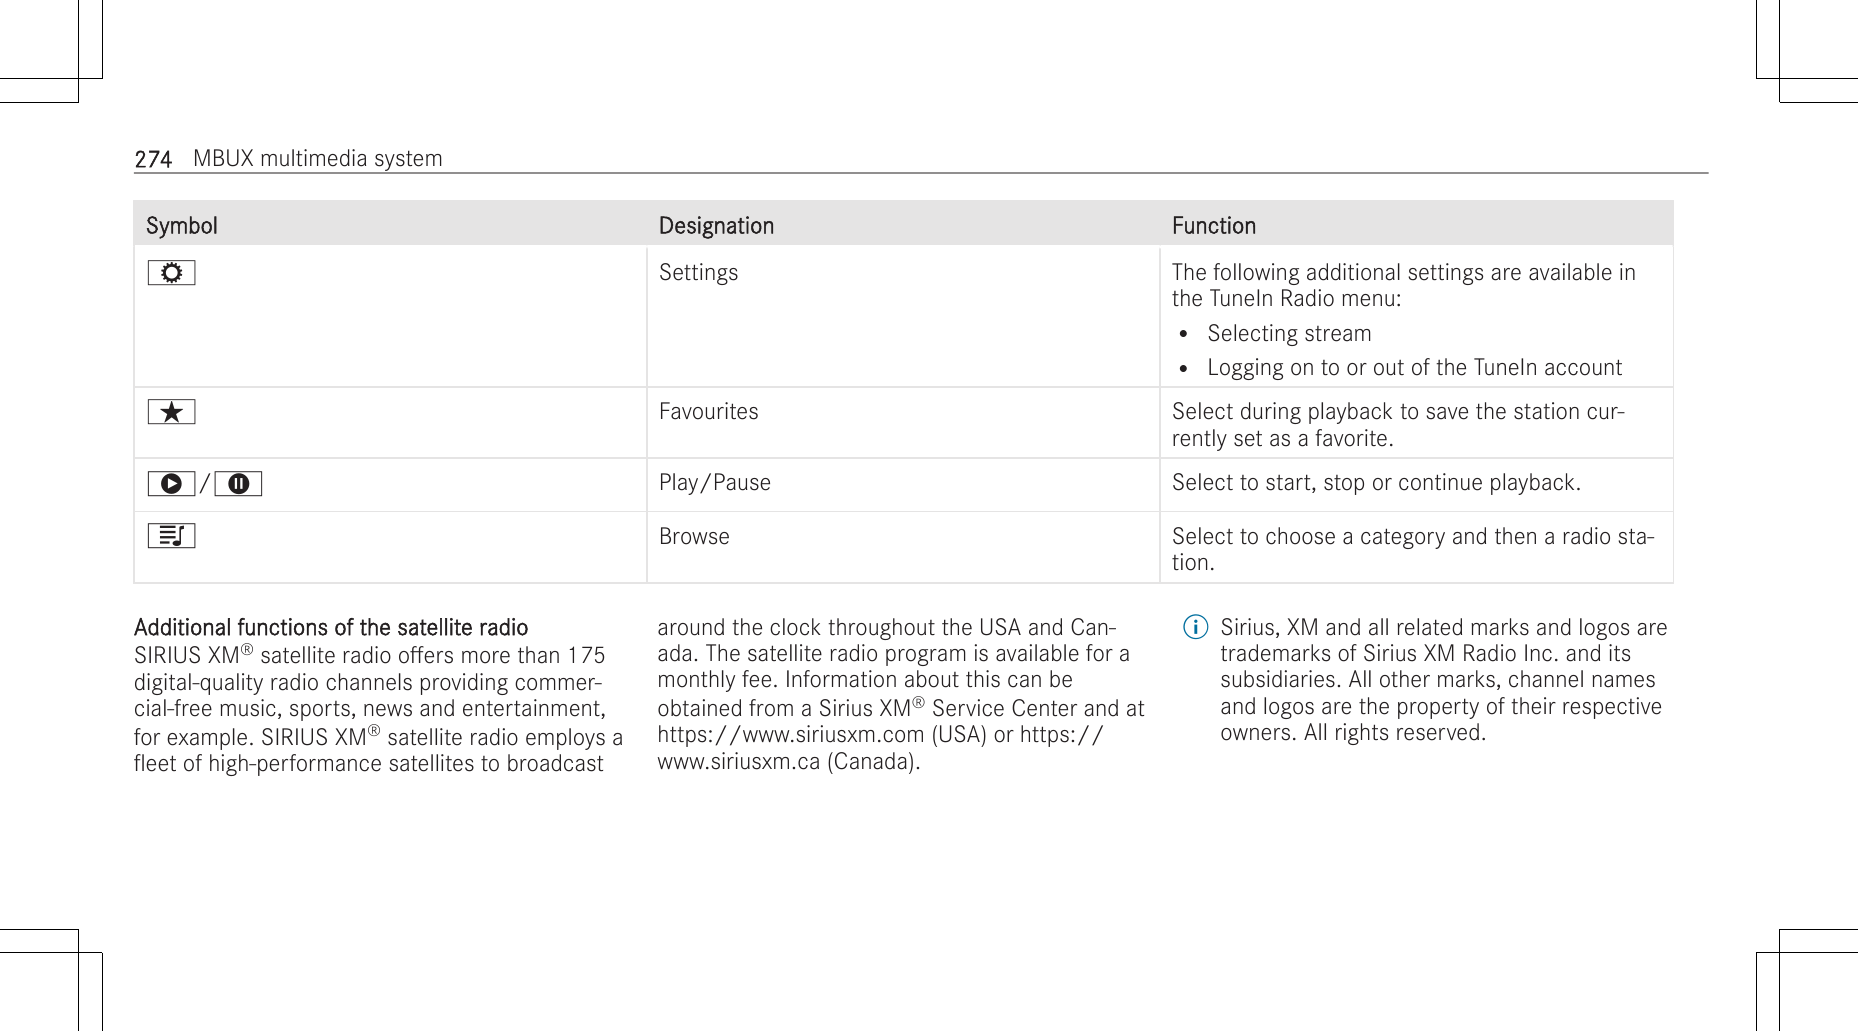 274 MBUX multimedia system
Symbol Designation Function
Settings The following additional settings are available in
the TuneIn Radio menu:
• Selecting stream
• Logging on to or out of the TuneIn account
Favourites Select during playback to save the station cur-
rently set as a favorite.
/ Play/Pause Select to start, stop or continue playback.
Browse Select to choose a category and then a radio sta-
tion.
Additional functions of the satellite radio
SIRIUS XM® satellite radio offers more than 175
digital-quality radio channels providing commer-
cial-free music, sports, news and entertainment,
for example. SIRIUS XM® satellite radio employs a
fleet of high-performance satellites to broadcast
around the clock throughout the USA and Can-
ada. The satellite radio program is available for a
monthly fee. Information about this can be
obtained from a Sirius XM® Service Center and at
https://www.siriusxm.com (USA) or https://
www.siriusxm.ca (Canada).
Sirius, XM and all related marks and logos are
trademarks of Sirius XM Radio Inc. and its
subsidiaries. All other marks, channel names
and logos are the property of their respective
owners. All rights reserved.